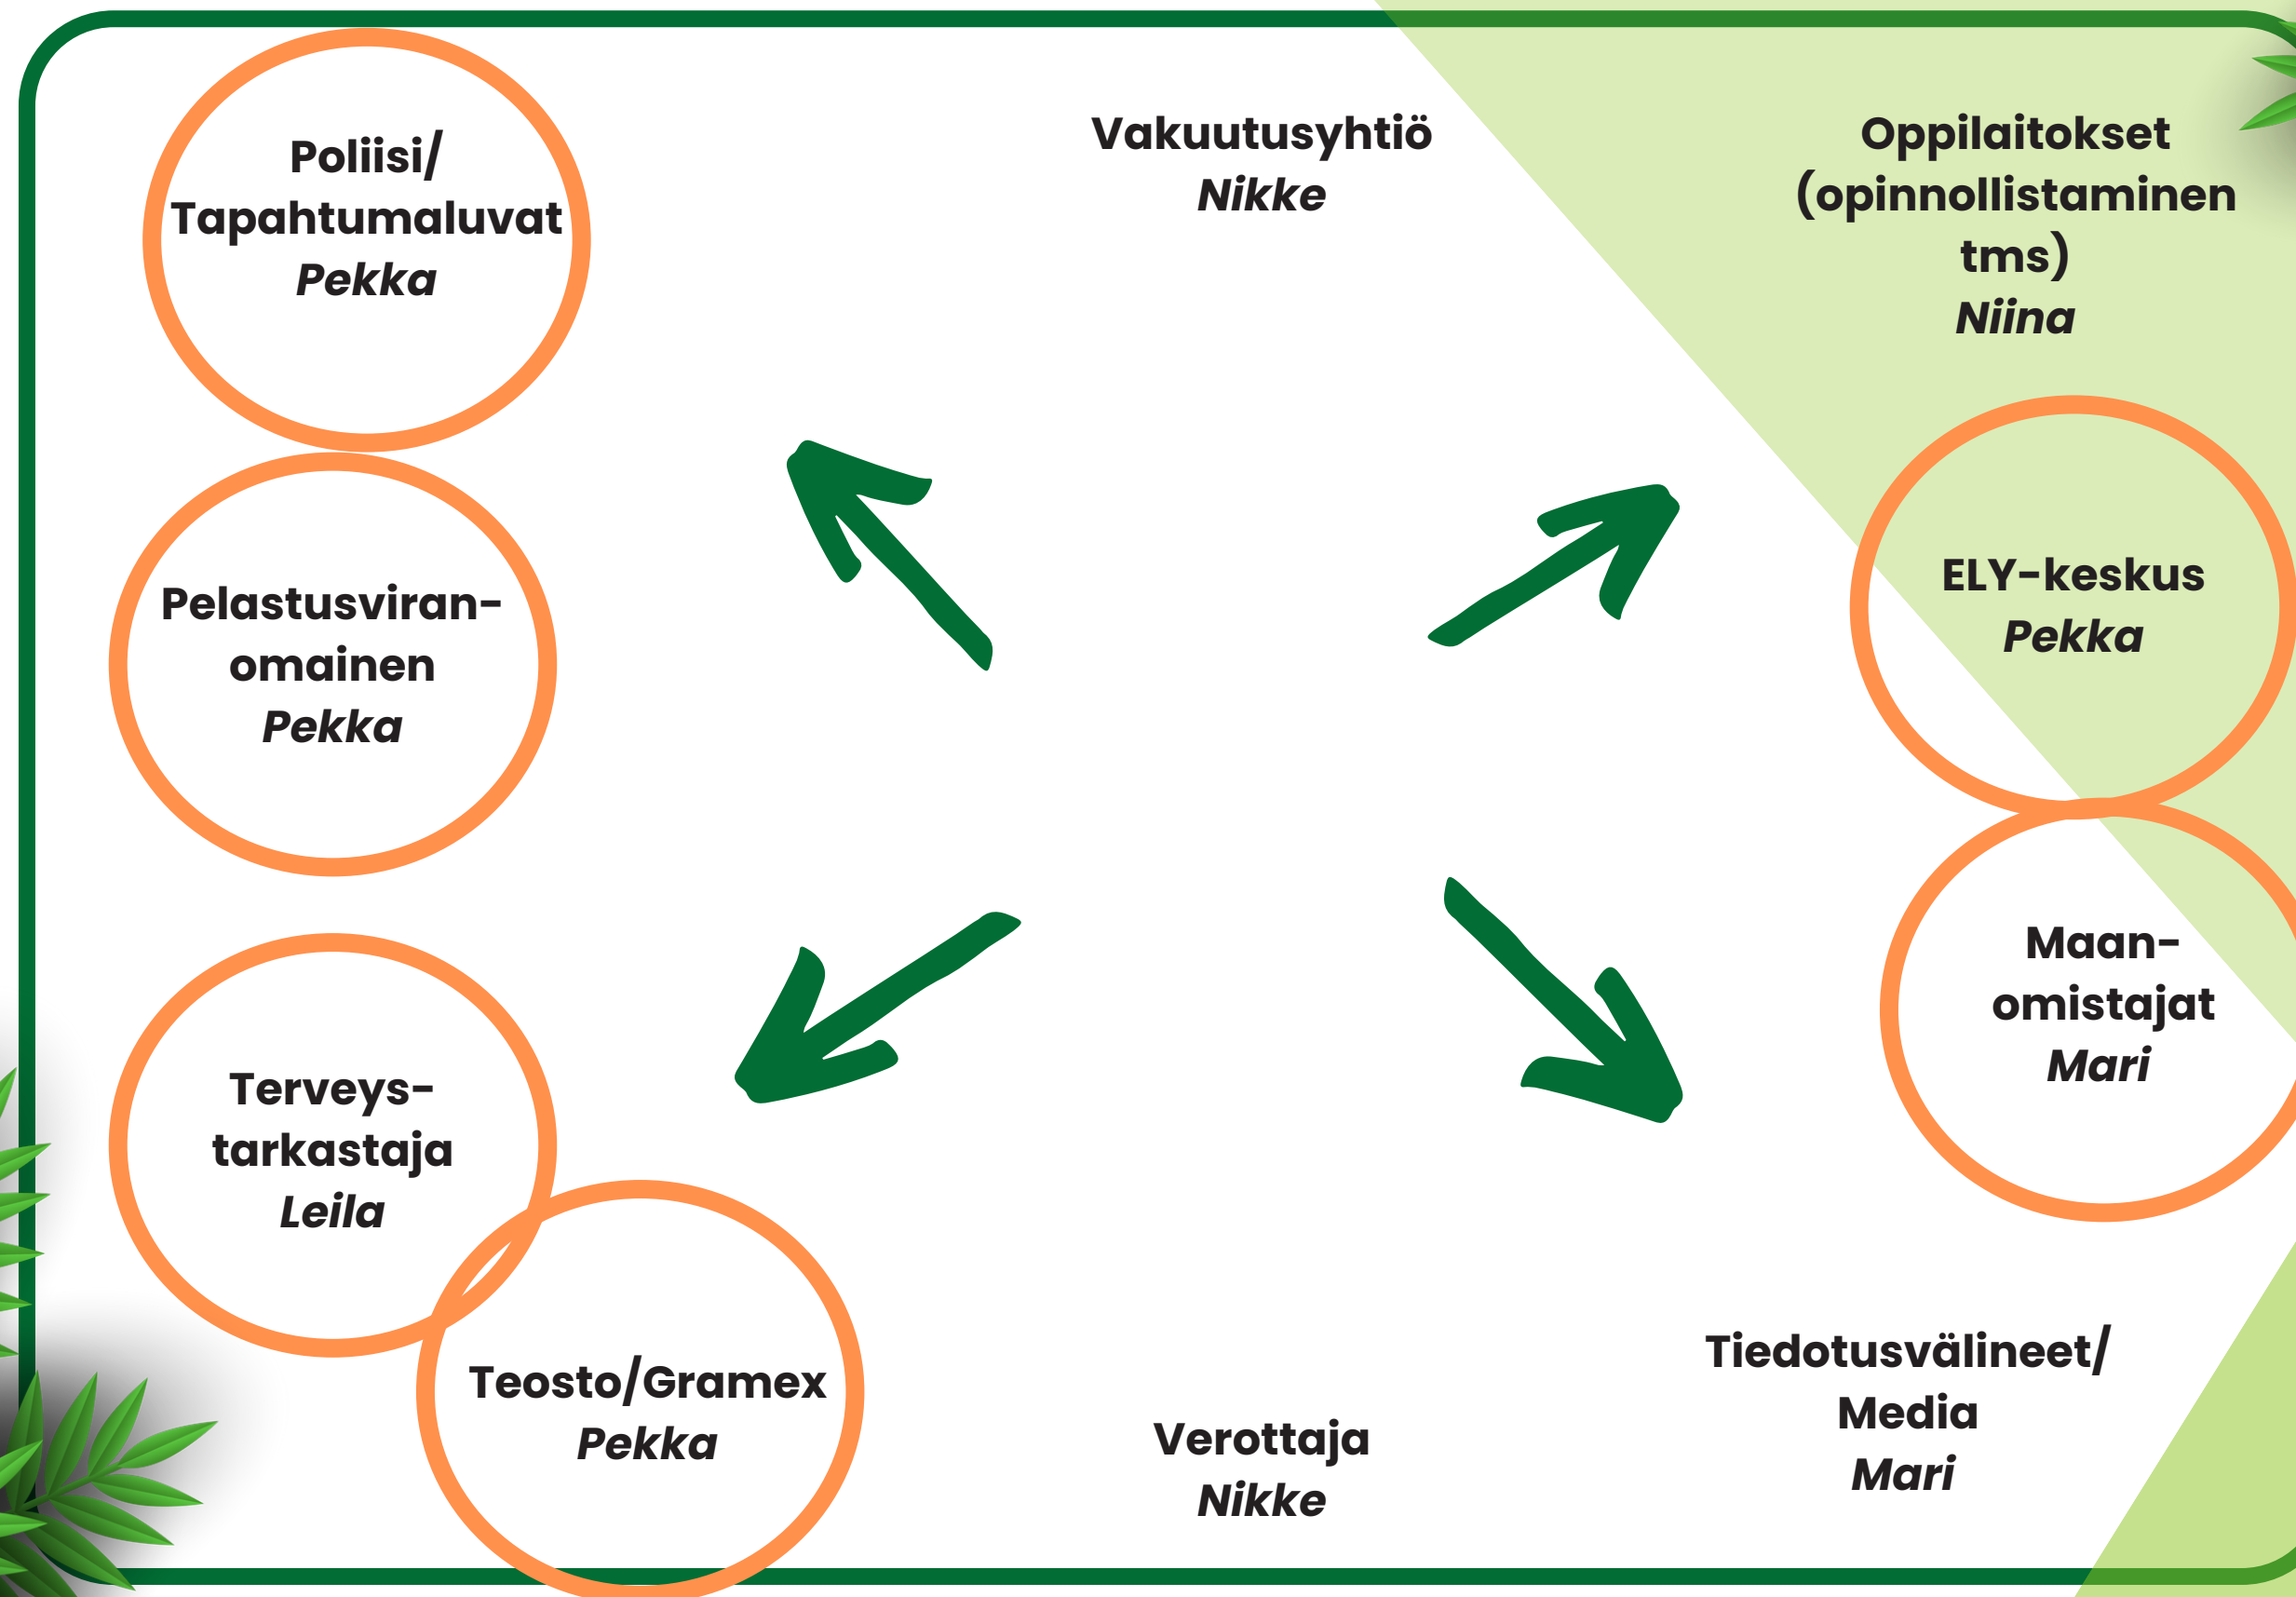 Poliisi/
Tapahtumaluvat
Pekka
Vakuutusyhtiö
Nikke
Oppilaitokset
(opinnollistaminen
tms)
Niina
Pelastusviran-
omainen
Pekka
ELY-keskus
Pekka
Maan-
omistajat
Mari
Terveys-
tarkastaja
Leila
Teosto/Gramex
Pekka
Verottaja
Nikke
Tiedotusvälineet/
Media
Mari